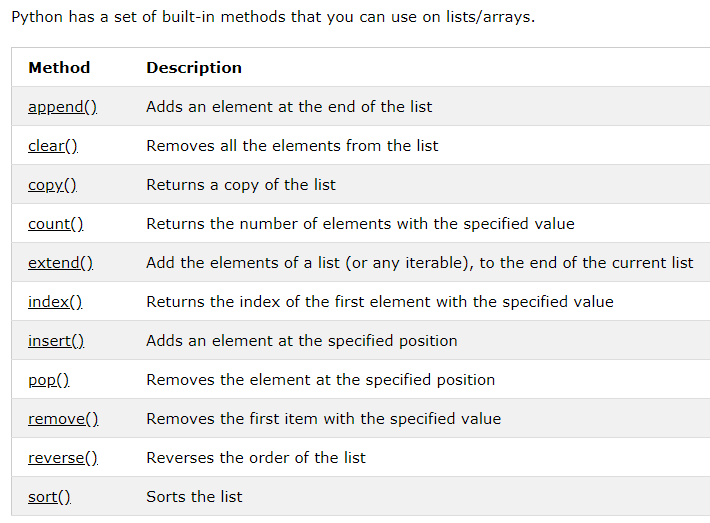 Python has a set of built-in methods that you can use on lists/arrays.
Method Description
append() Adds an element at the end of the list
clear() Removes all the elements from the list
copy() Returns a copy of the list
count() Returns the number of elements with the specified value
extend() Add the elements of a list (or any iterable), to the end of the current list
index() Returns the index of the first element with the specified value
insert() Adds an element at the specified position
pop() Removes the element at the specified position
remove() Removes the first item with the specified value
reverse() Reverses the order of the list
sort() Sorts the list